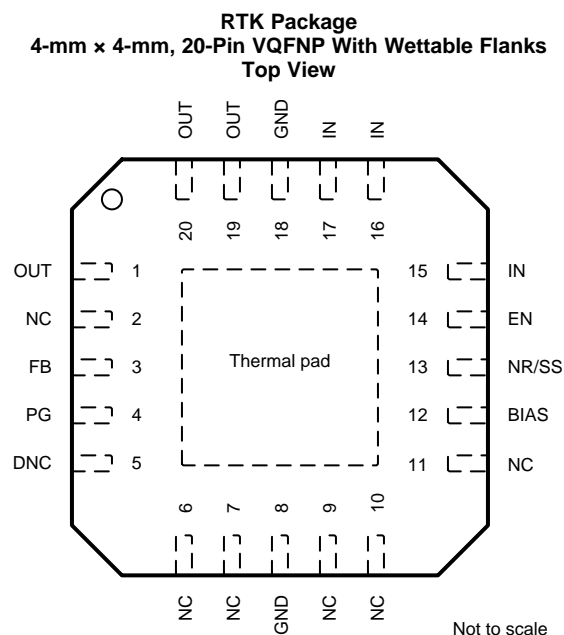 RTK Package
4-mm × 4-mm, 20-Pin VQFNP With Wettable Flanks
Top View
OUT
OUT
GND
IN
IN
20
19
18
17
16
OUT 1
15 IN
NC 2
14 EN
FB 3
Thermal pad
13 NR/SS
PG 4
12 BIAS
DNC 5
11 NC
6
7
8
9
10
NC
NC
GND
NC
NC
Not to scale